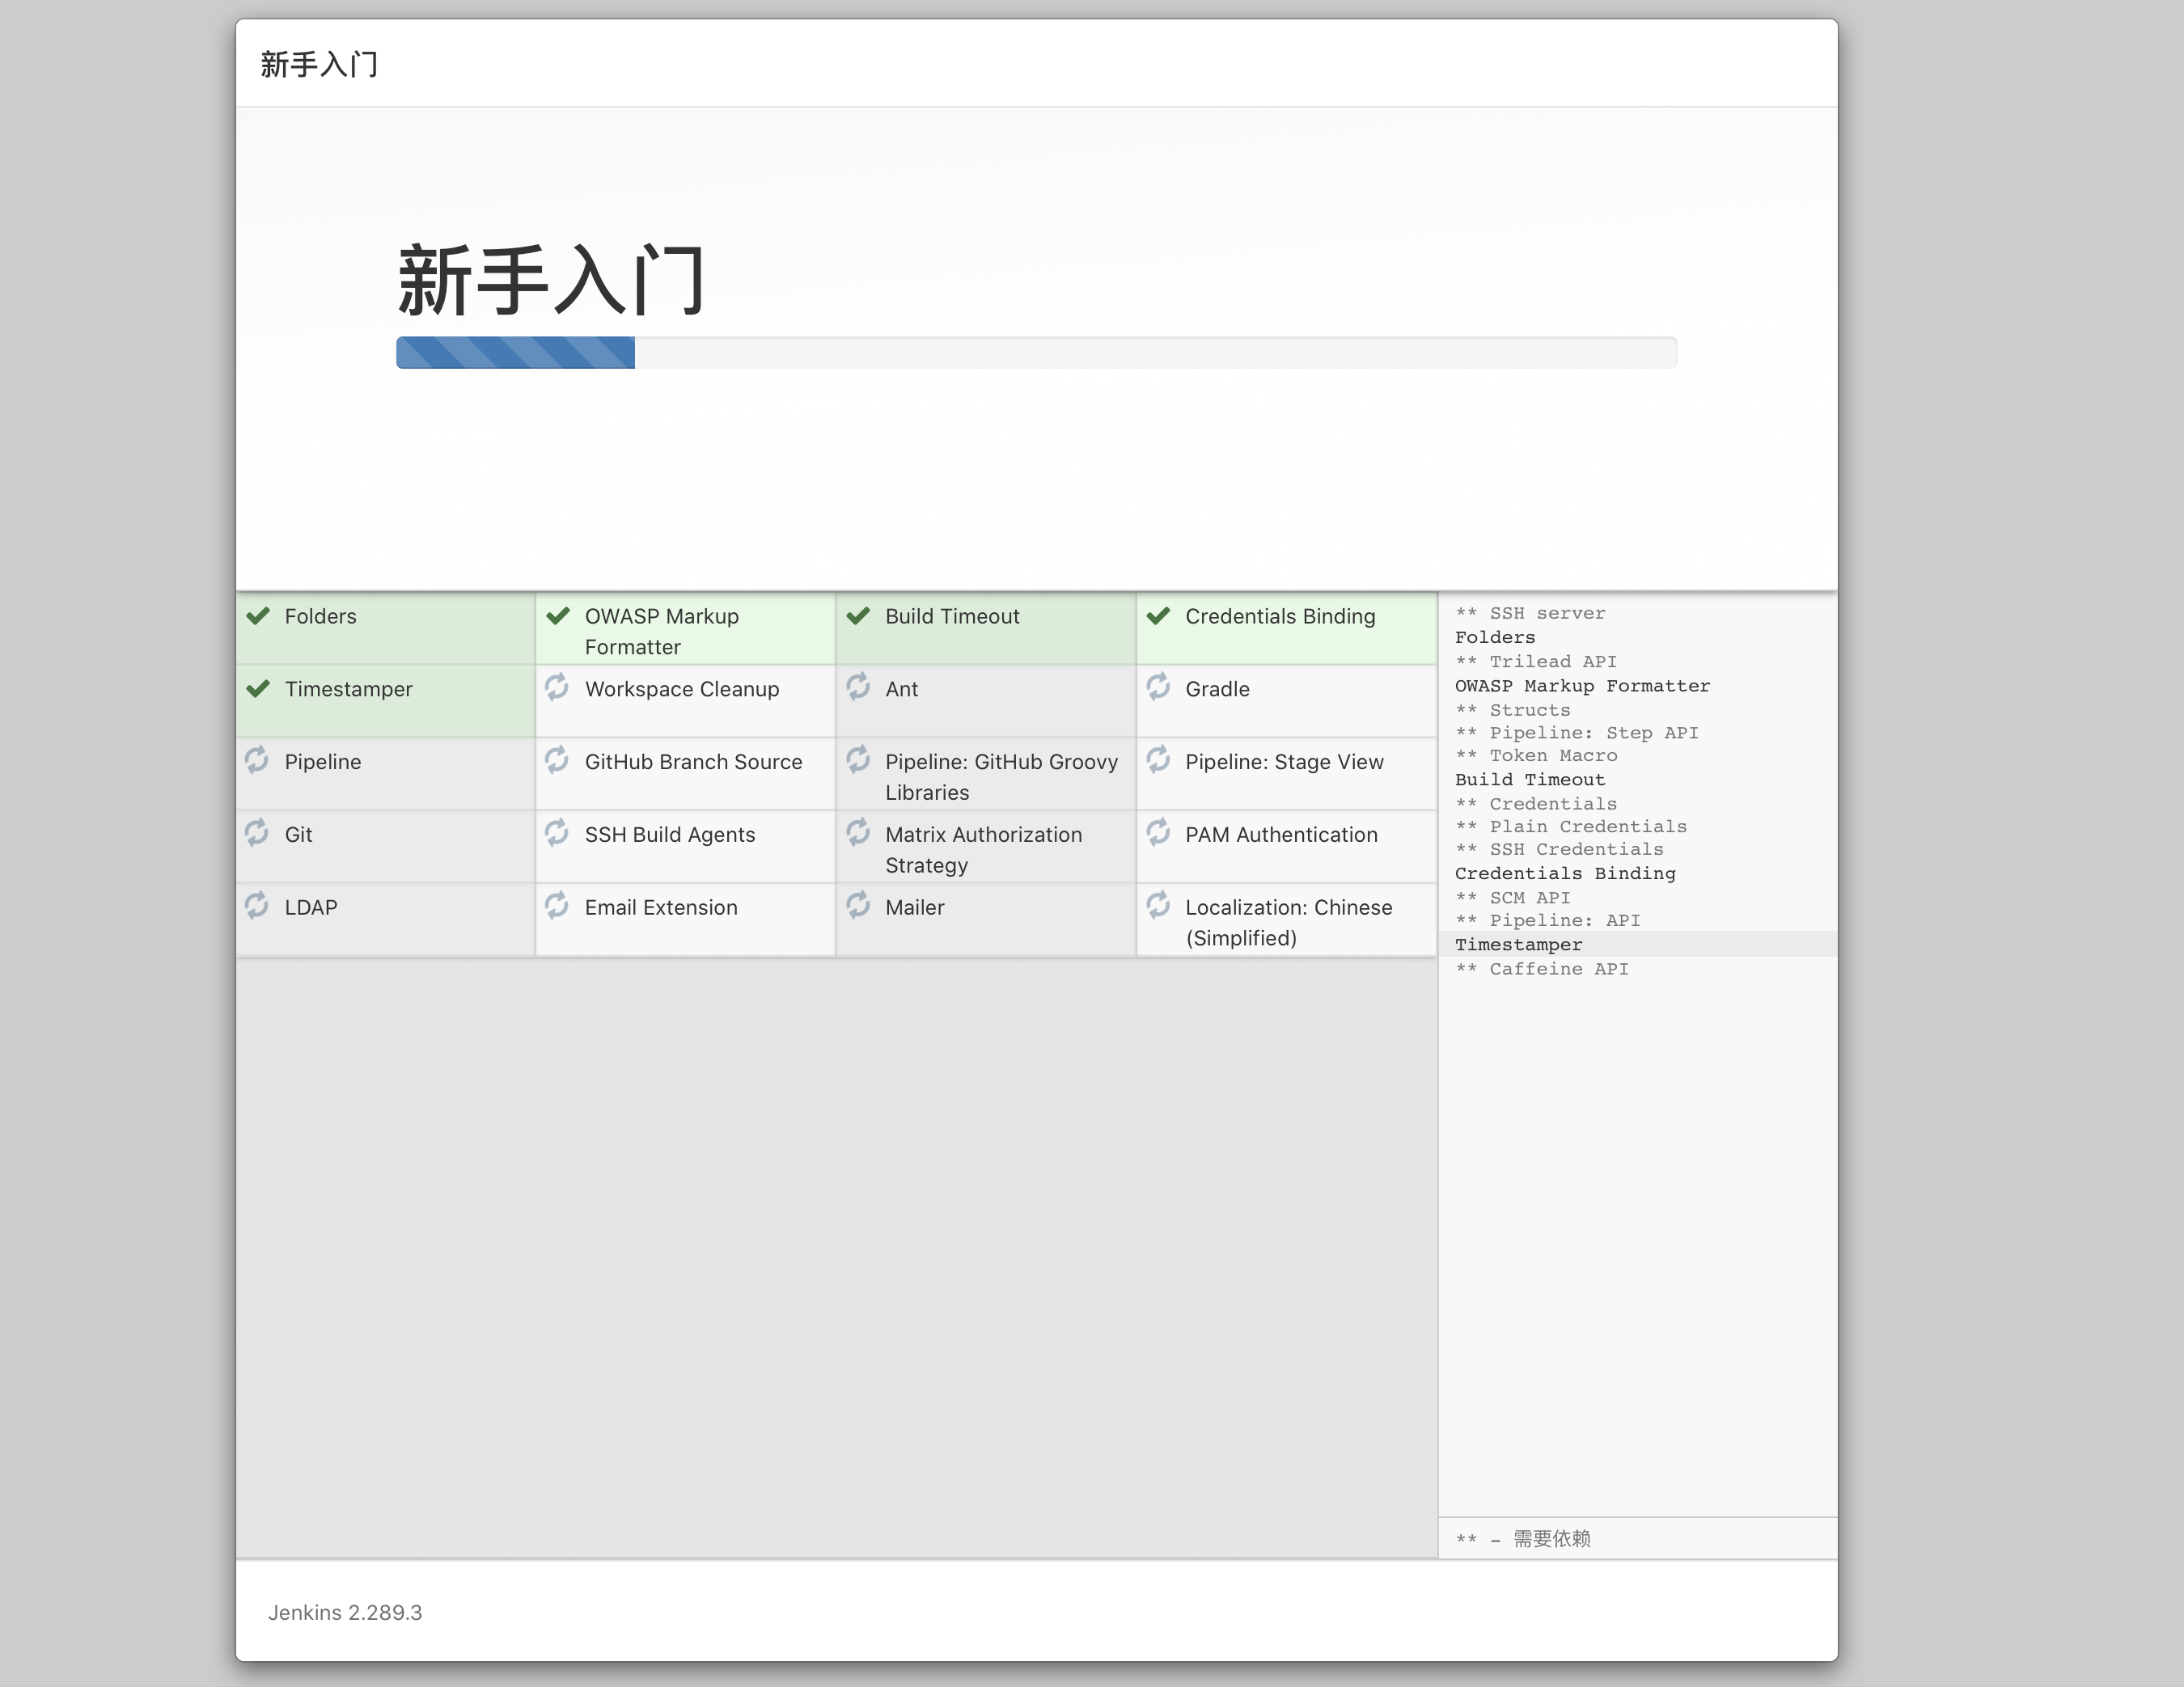 新手入门
新手入门
Folders
OWASP Markup
Formatter
Build Timeout
Credentials Binding
Timestamper
Workspace Cleanup
Ant
Gradle
Pipeline
GitHub Branch Source
Pipeline: GitHub Groovy
Libraries
Pipeline: Stage View
Git
SSH Build Agents
Matrix Authorization
Strategy
PAM Authentication
LDAP
Email Extension
Mailer
Localization: Chinese
(Simplified)
** SSH server
Folders
** Trilead API
OWASP Markup Formatter
** Structs
** Pipeline: Step API
** Token Macro
Build Timeout
** Credentials
** Plain Credentials
** SSH Credentials
Credentials Binding
** SCM API
** Pipeline: API
Timestamper
** Caffeine API
** - 需要依赖
Jenkins 2.289.3